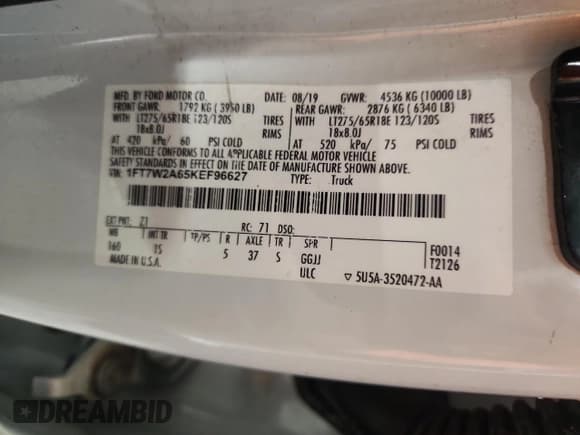 MFD. BY FORD MOTOR CO. DATE: 08/19 GVWR: 4536 KG (10000 LB)
FRONT GAWR: 1792 KG ( 3950 LB) REAR GAWR: 2876 KG ( 6340 LB)
WITH LT275/65R18E 123/120S TIRES WITH LT275/65R18E 123/120S TIRES
18x8.0J RIMS 18x8.0J RIMS
AT 420 kPa/ 60 PSI COLD AT 520 kPa/ 75 PSI COLD
THIS VEHICLE CONFORMS TO ALL APPLICABLE FEDERAL MOTOR VEHICLE
SAFETY STANDARDS IN EFFECT ON THE DATE OF MANUFACTURE SHOWN ABOVE.
VIN: 1FT7W2A65KEF96627 TYPE: Truck
EXT PNT: Z1 RC: 71 DSO:
WB INT TR TP/PS R AXLE TR SPR F0014
160 IS 5 37 S GGJJ T2126
MADE IN U.S.A. ULC ▽ 5U5A-3520472-AA
DREAMBID